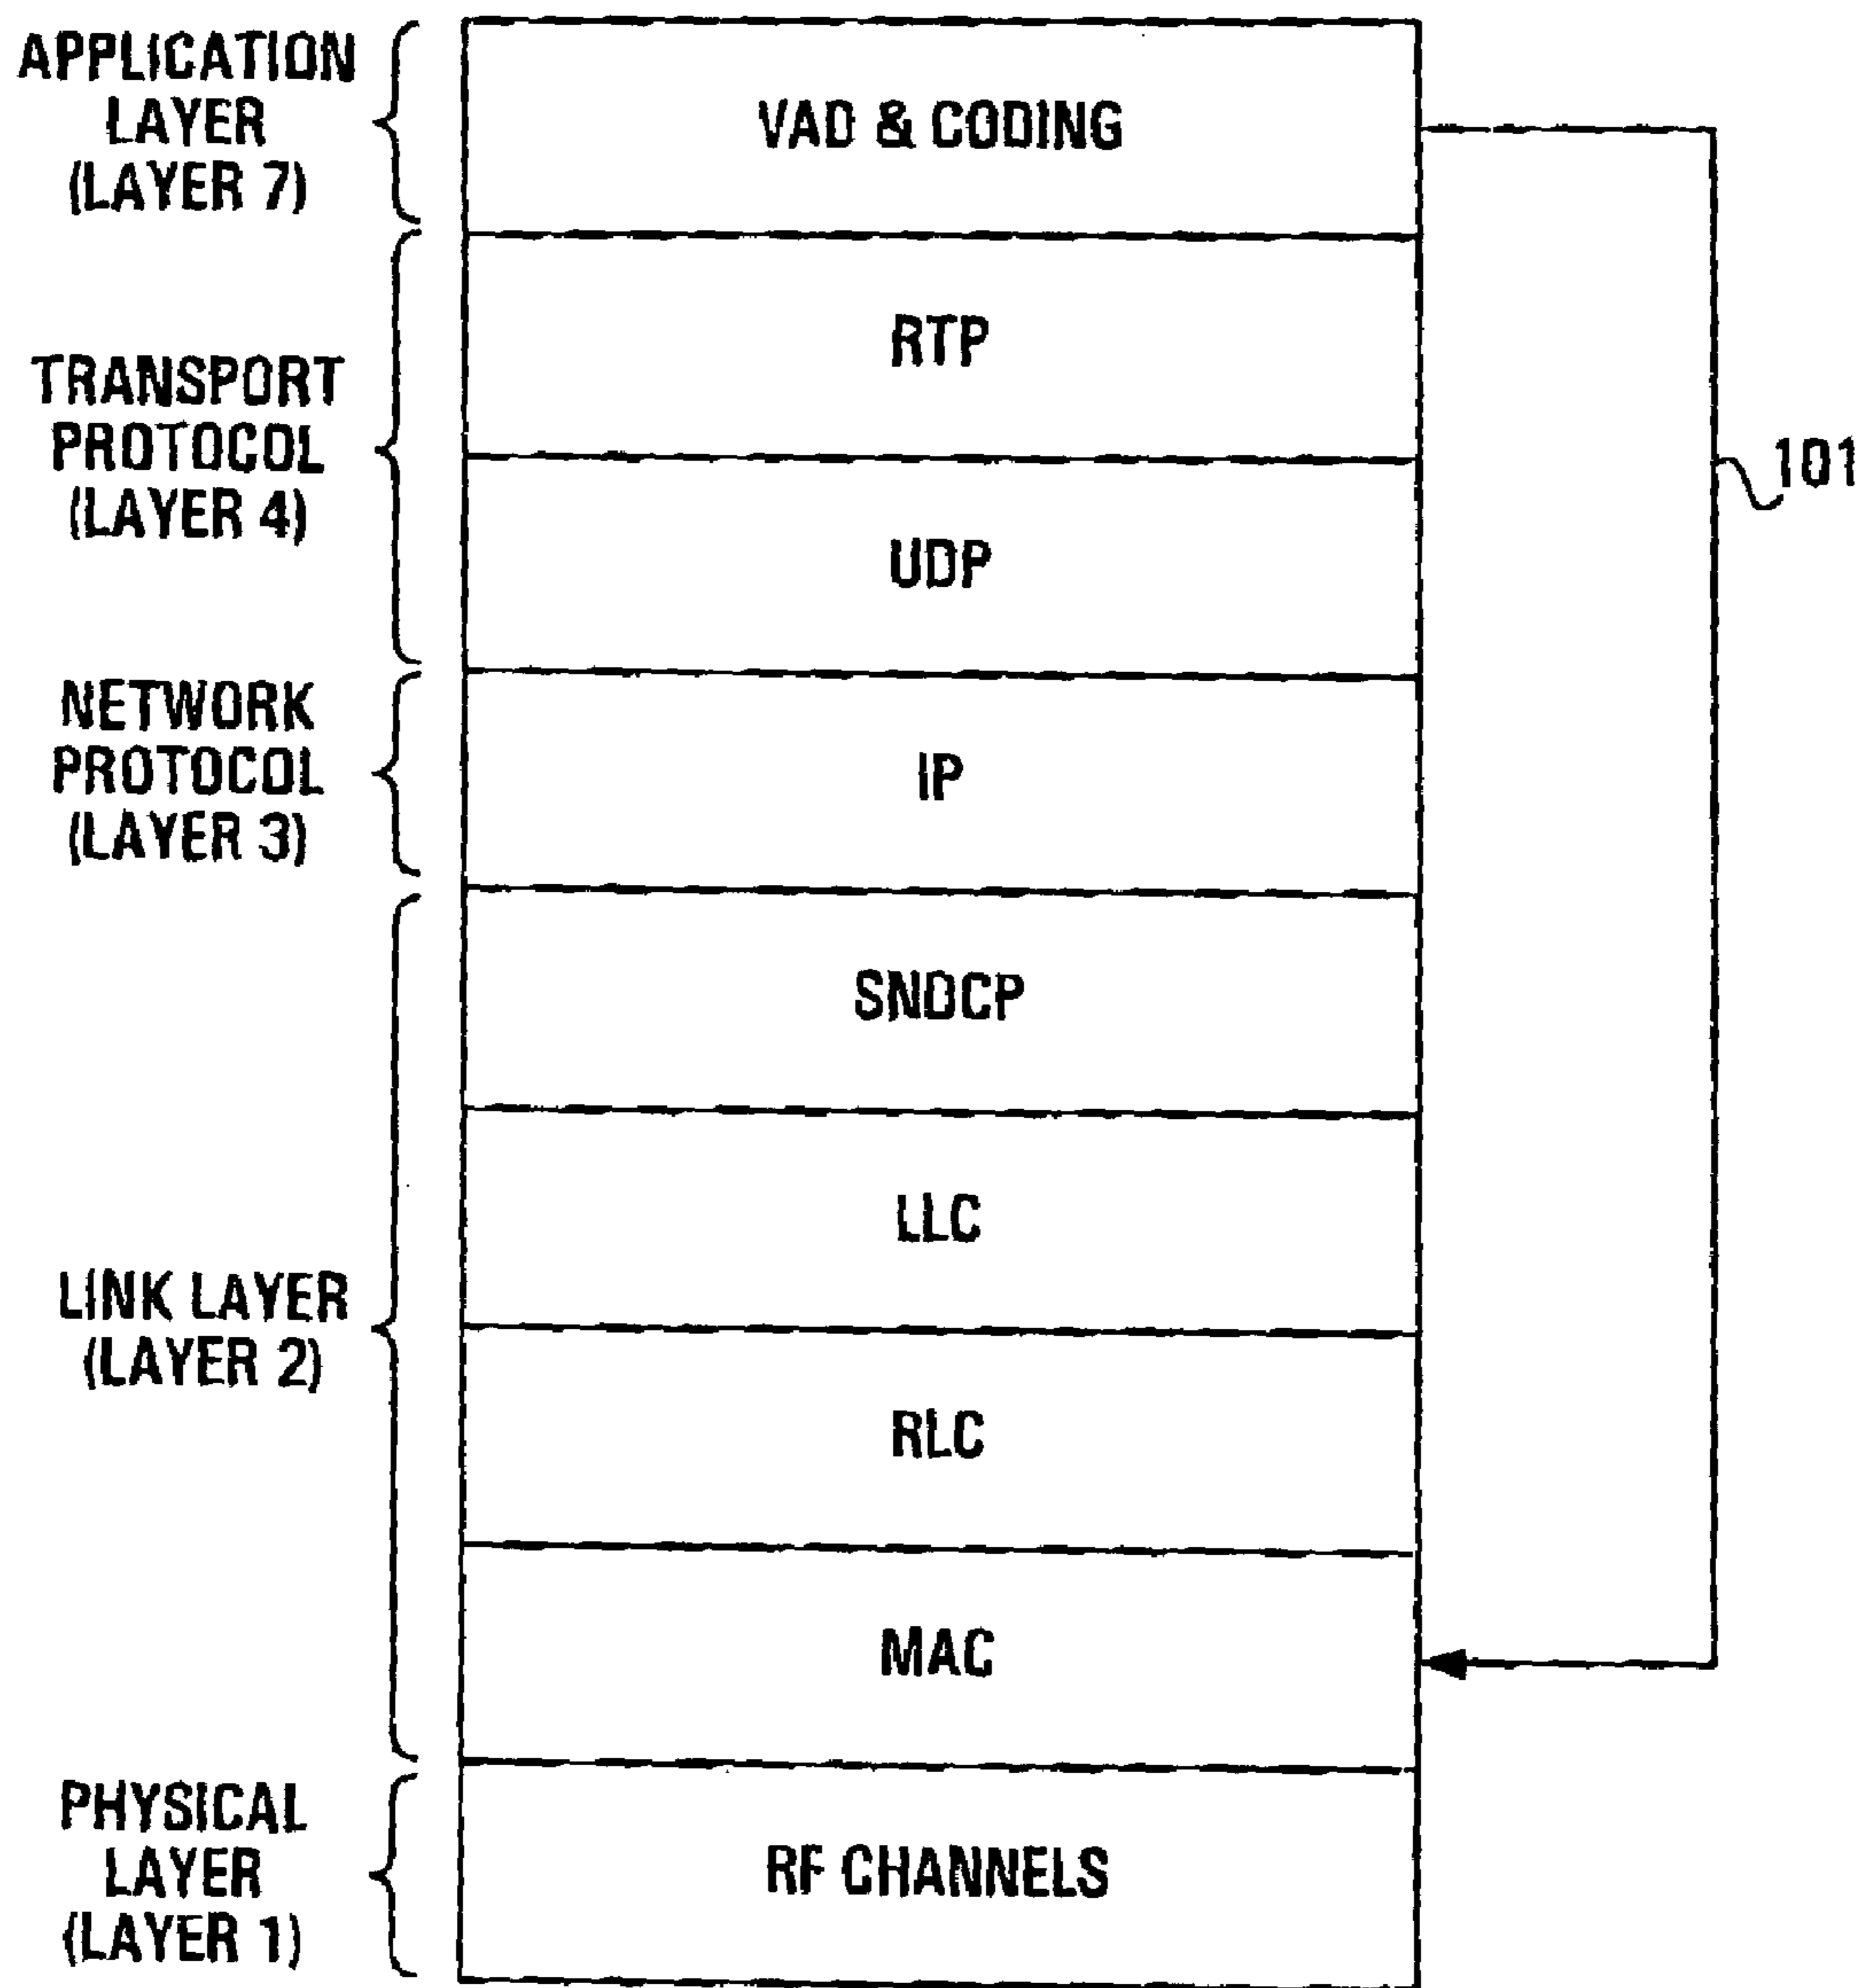 APPLICATION
LAYER
(LAYER 7)
VAD & CODING
RTP
TRANSPORT
PROTOCOL
(LAYER 4)
101
UDP
NETWORK
PROTOCOL
(LAYER 3)
IP
SNDCP
LLC
LINK LAYER
(LAYER 2)
RLC
MAC
PHYSICAL
LAYER
(LAYER 1)
RF CHANNELS